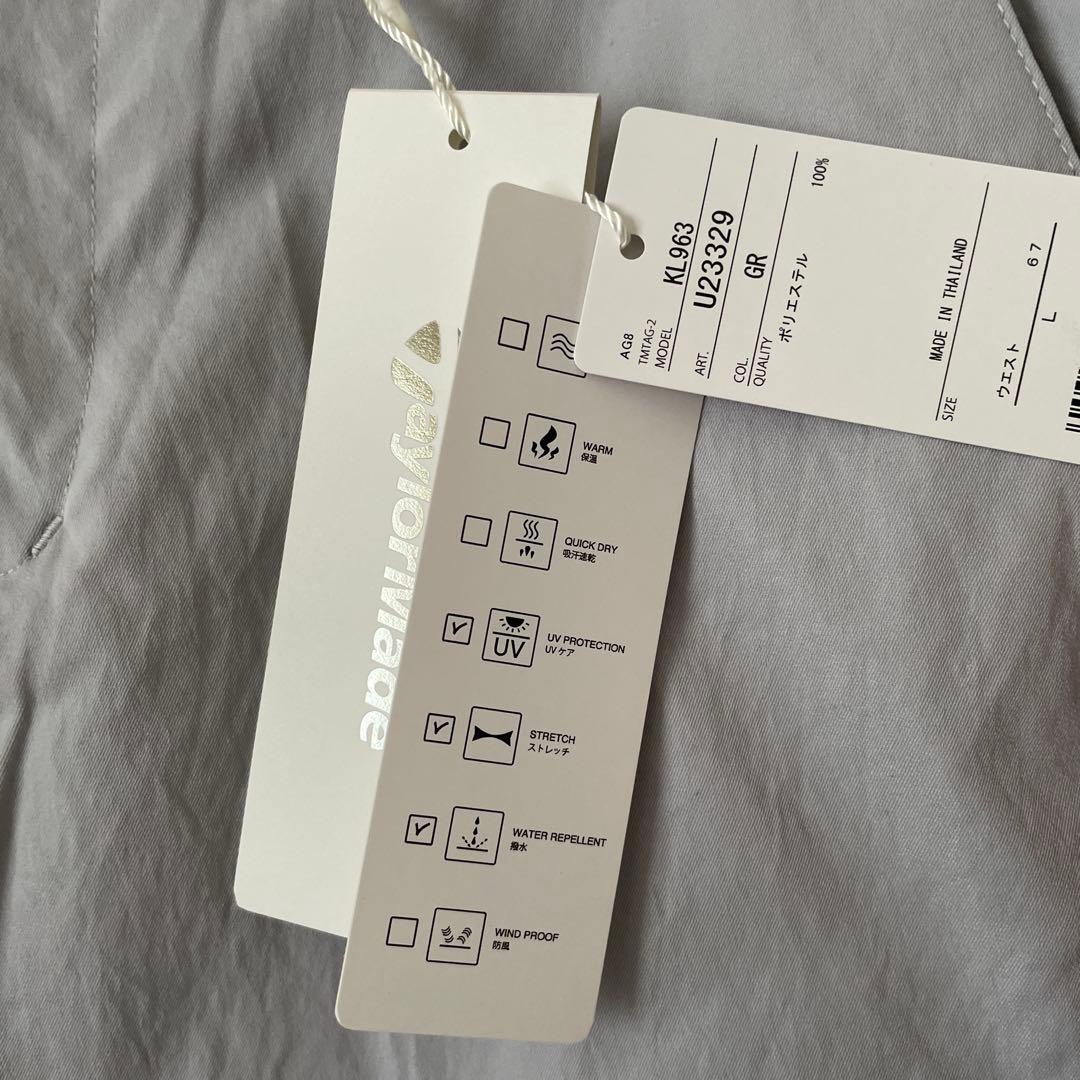 TaylorMade
WARM
保温
QUICK DRY
吸汗速乾
UV
UV PROTECTION
UVケア
STRETCH
ストレッチ
WATER REPELLENT
撥水
WIND PROOF
防風
AG8
TMTAG-2
MODEL KL963
ART. U23329
COL. GR
QUALITY
ポリエステル 100%
MADE IN THAILAND
SIZE
ウエスト 67
L